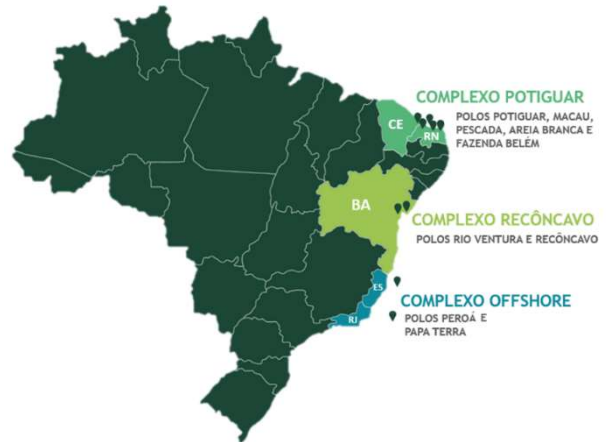 COMPLEXO POTIGUAR
POLOS POTIGUAR, MACAU,
PESCADA, AREIA BRANCA E
FAZENDA BELÉM
CE
RN
BA
COMPLEXO RECÔNCAVO
POLOS RIO VENTURA E RECÔNCAVO
ES
COMPLEXO OFFSHORE
POLOS PEROÁ E
PAPA TERRA
RJ